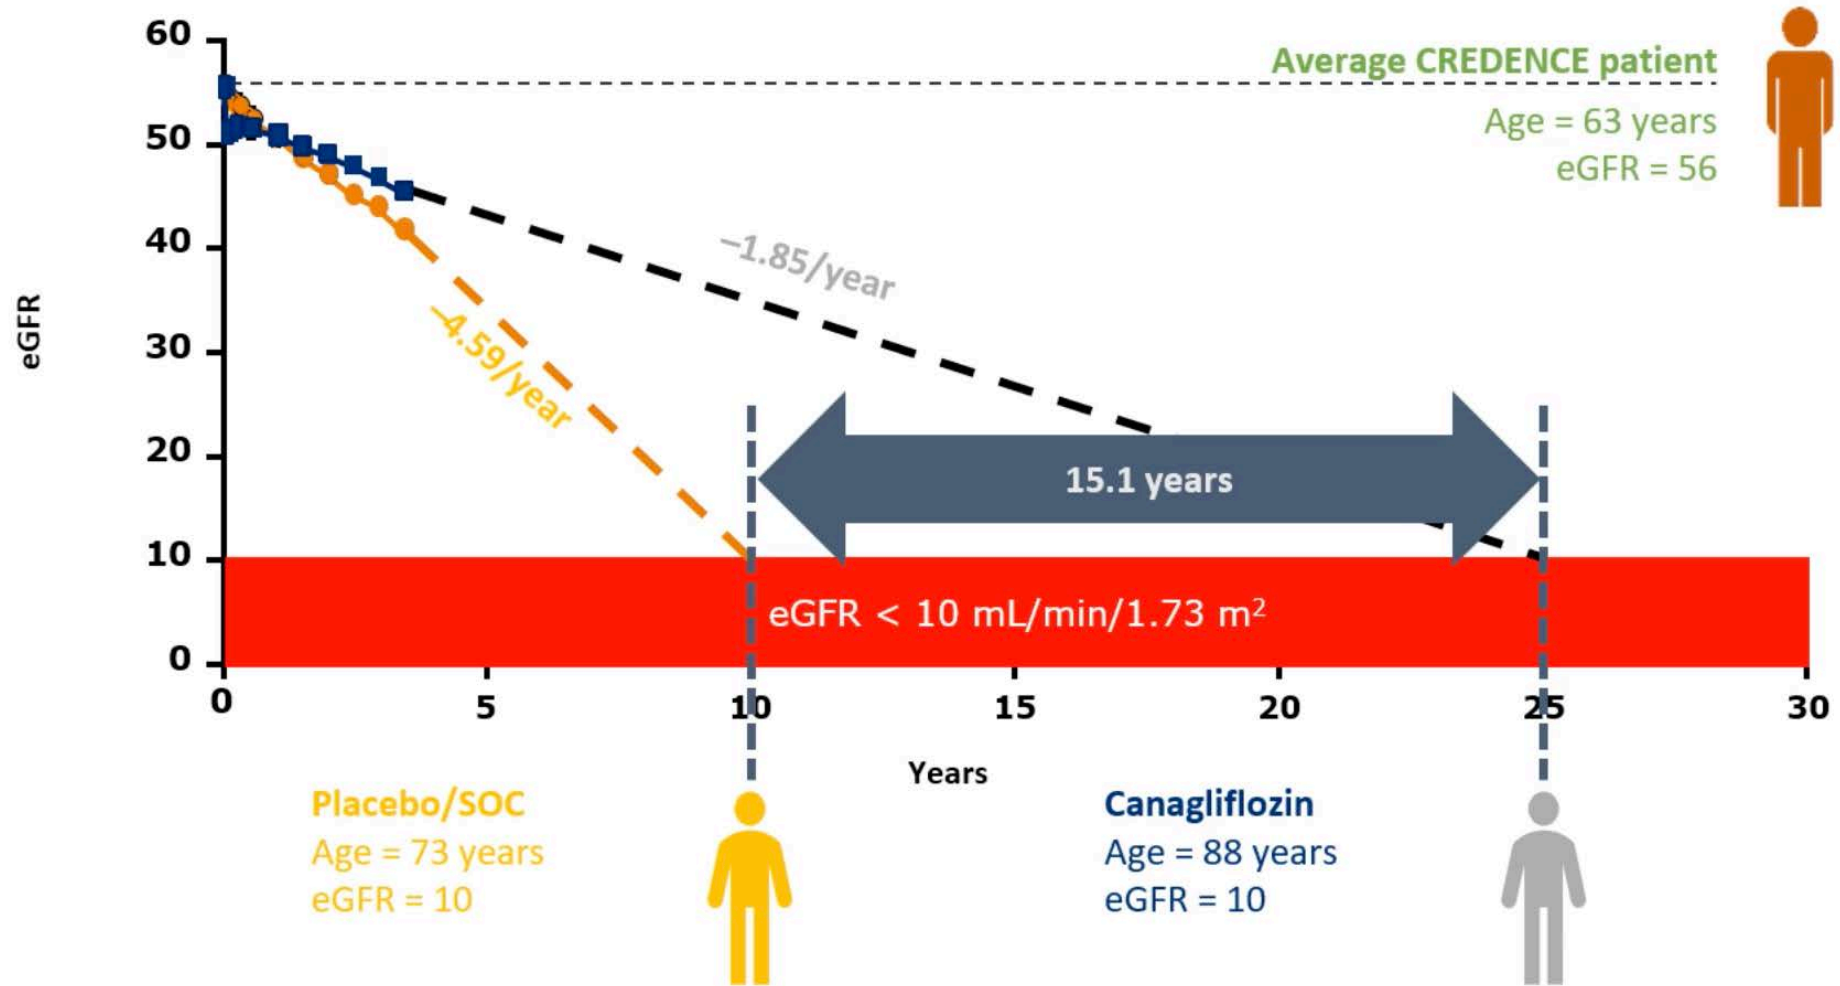 60
Average CREDENCE patient
50
Age = 63 years
eGFR = 56
40
–1.85/year
eGFR
30
–4.59/year
20
15.1 years
10
eGFR < 10 mL/min/1.73 m²
0
0 5 10 15 20 25 30
Years
Placebo/SOC
Age = 73 years
eGFR = 10
Canagliflozin
Age = 88 years
eGFR = 10